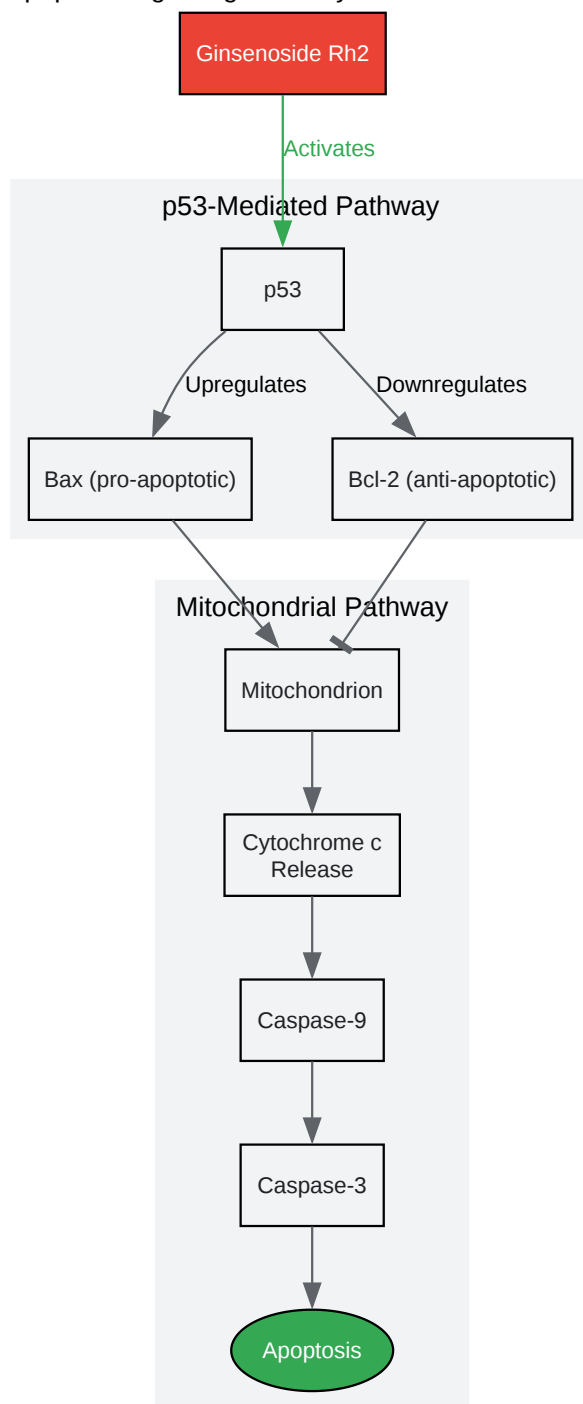 Ginsenoside Rh2
Activates
p53-Mediated Pathway
p53
Upregulates
Downregulates
Bax (pro-apoptotic)
Bcl-2 (anti-apoptotic)
Mitochondrial Pathway
Mitochondrion
Cytochrome c
Release
Caspase-9
Caspase-3
Apoptosis